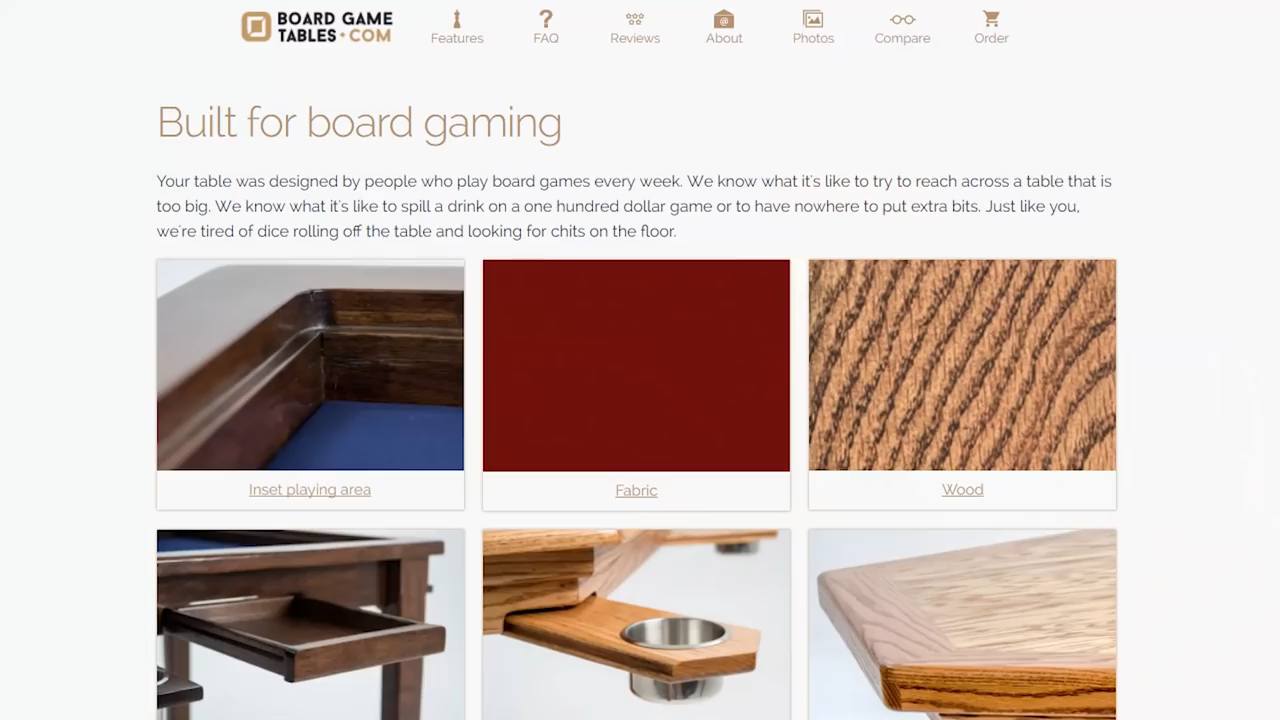 BOARD GAME
TABLES·COM
Features
FAQ
Reviews
About
Photos
Compare
Order
Built for board gaming
Your table was designed by people who play board games every week. We know what it's like to try to reach across a table that is
too big. We know what it's like to spill a drink on a one hundred dollar game or to have nowhere to put extra bits. Just like you,
we're tired of dice rolling off the table and looking for chits on the floor.
Inset playing area
Fabric
Wood